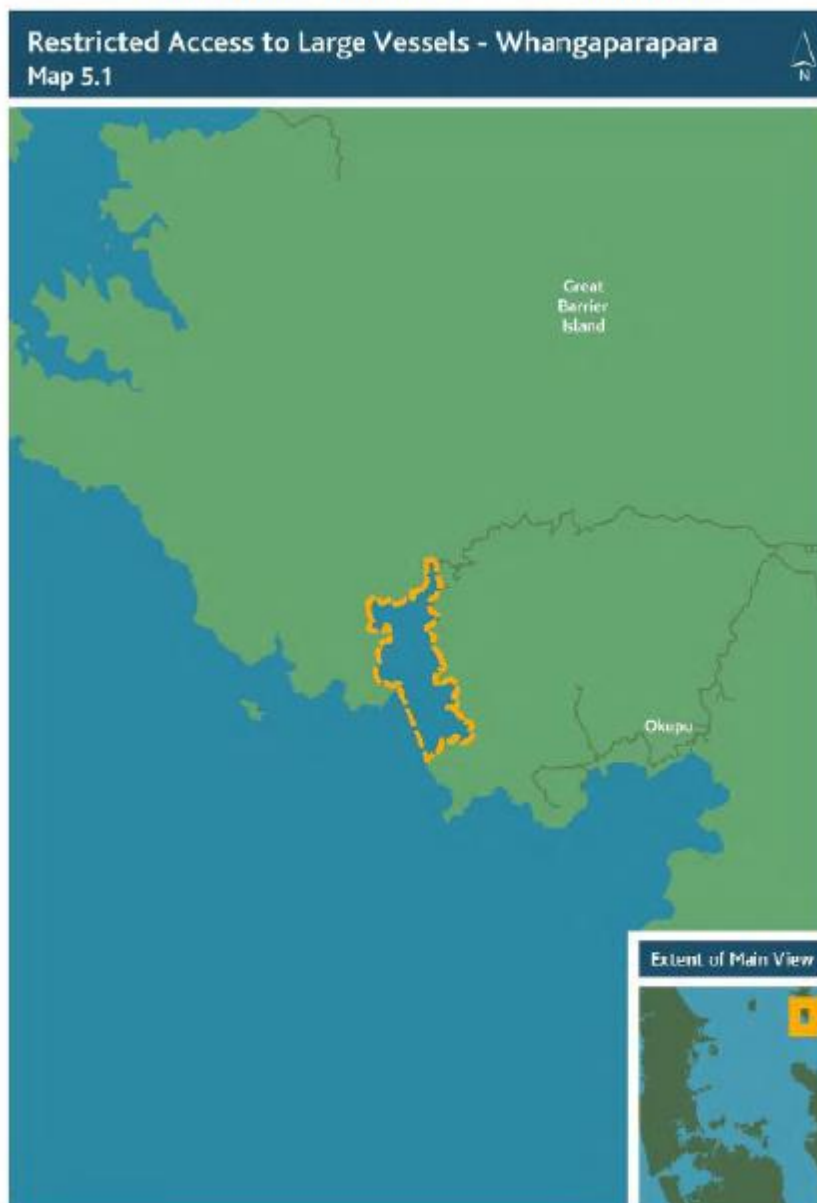 Restricted Access to Large Vessels - Whangaparapara
Map 5.1
N
Great
Barrier
Island
Okupu
Extent of Main View